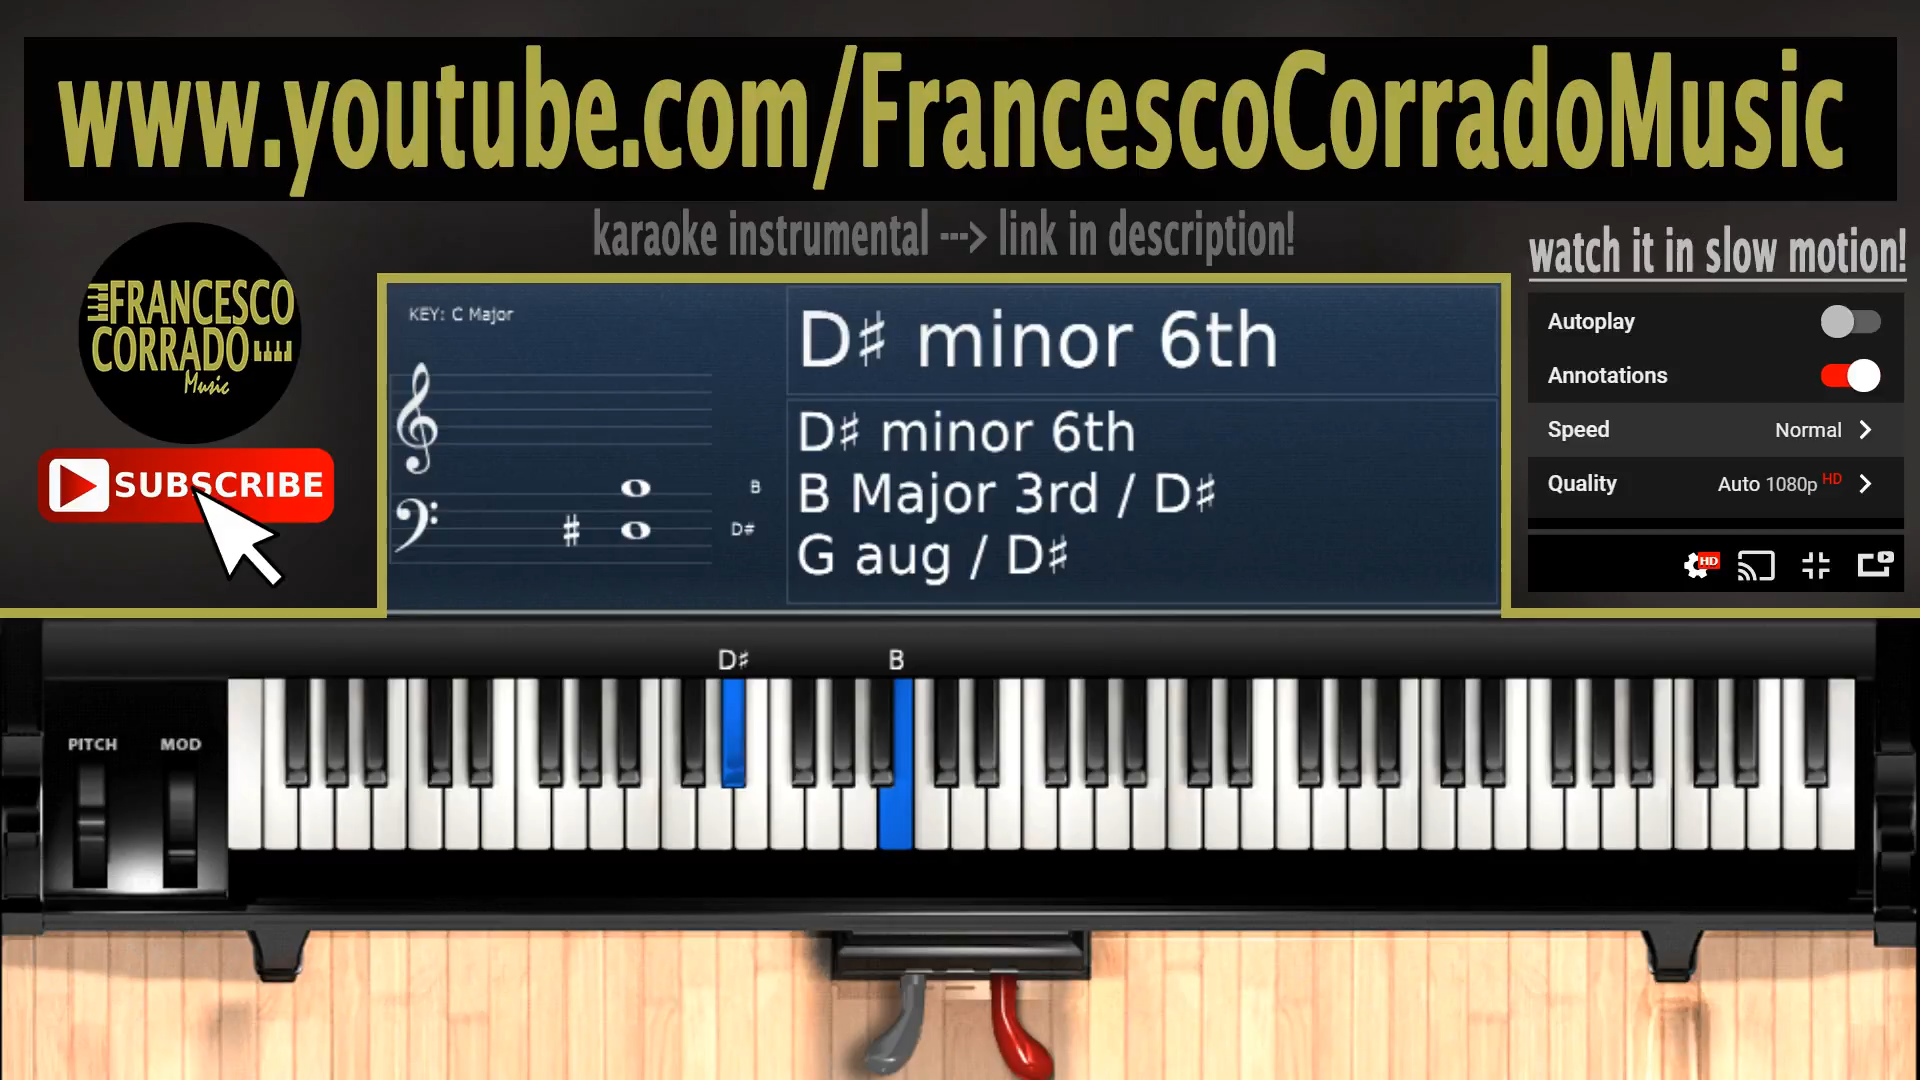 www.youtube.com/FrancescoCorradoMusic
karaoke instrumental ---> link in description!
watch it in slow motion!
FRANCESCO
CORRADO
Music
SUBSCRIBE
KEY: C Major
B
D♯
D♯ minor 6th
D♯ minor 6th
B Major 3rd / D♯
G aug / D♯
Autoplay
Annotations
Speed Normal
Quality Auto 1080p HD
HD
D♯ B
PITCH MOD